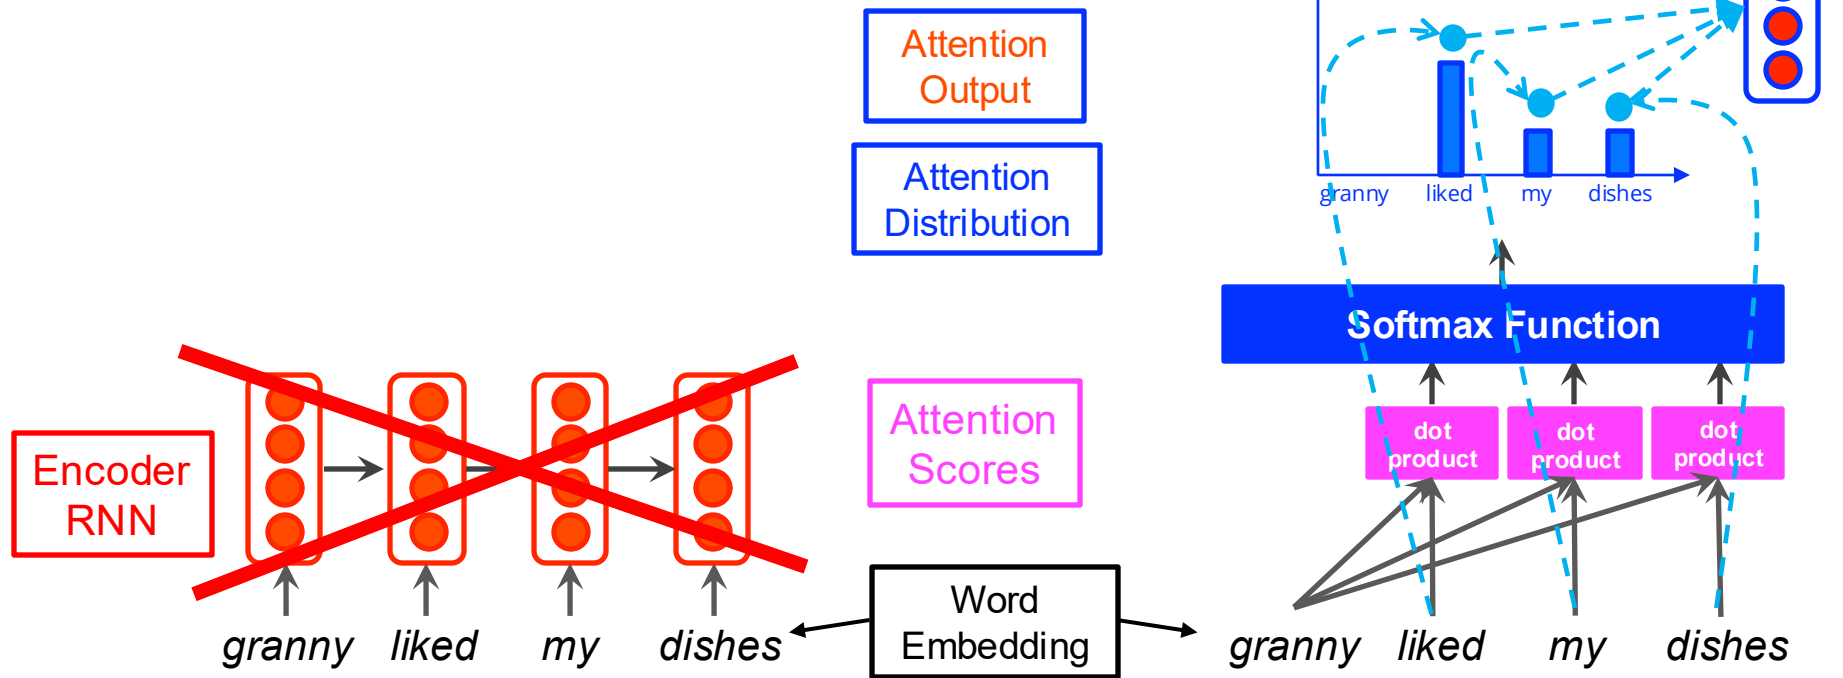 Attention
Output
Attention
Distribution
granny liked my dishes
Softmax Function
Encoder
RNN
Attention
Scores
dot
product
dot
product
dot
product
Word
Embedding
granny liked my dishes
granny liked my dishes